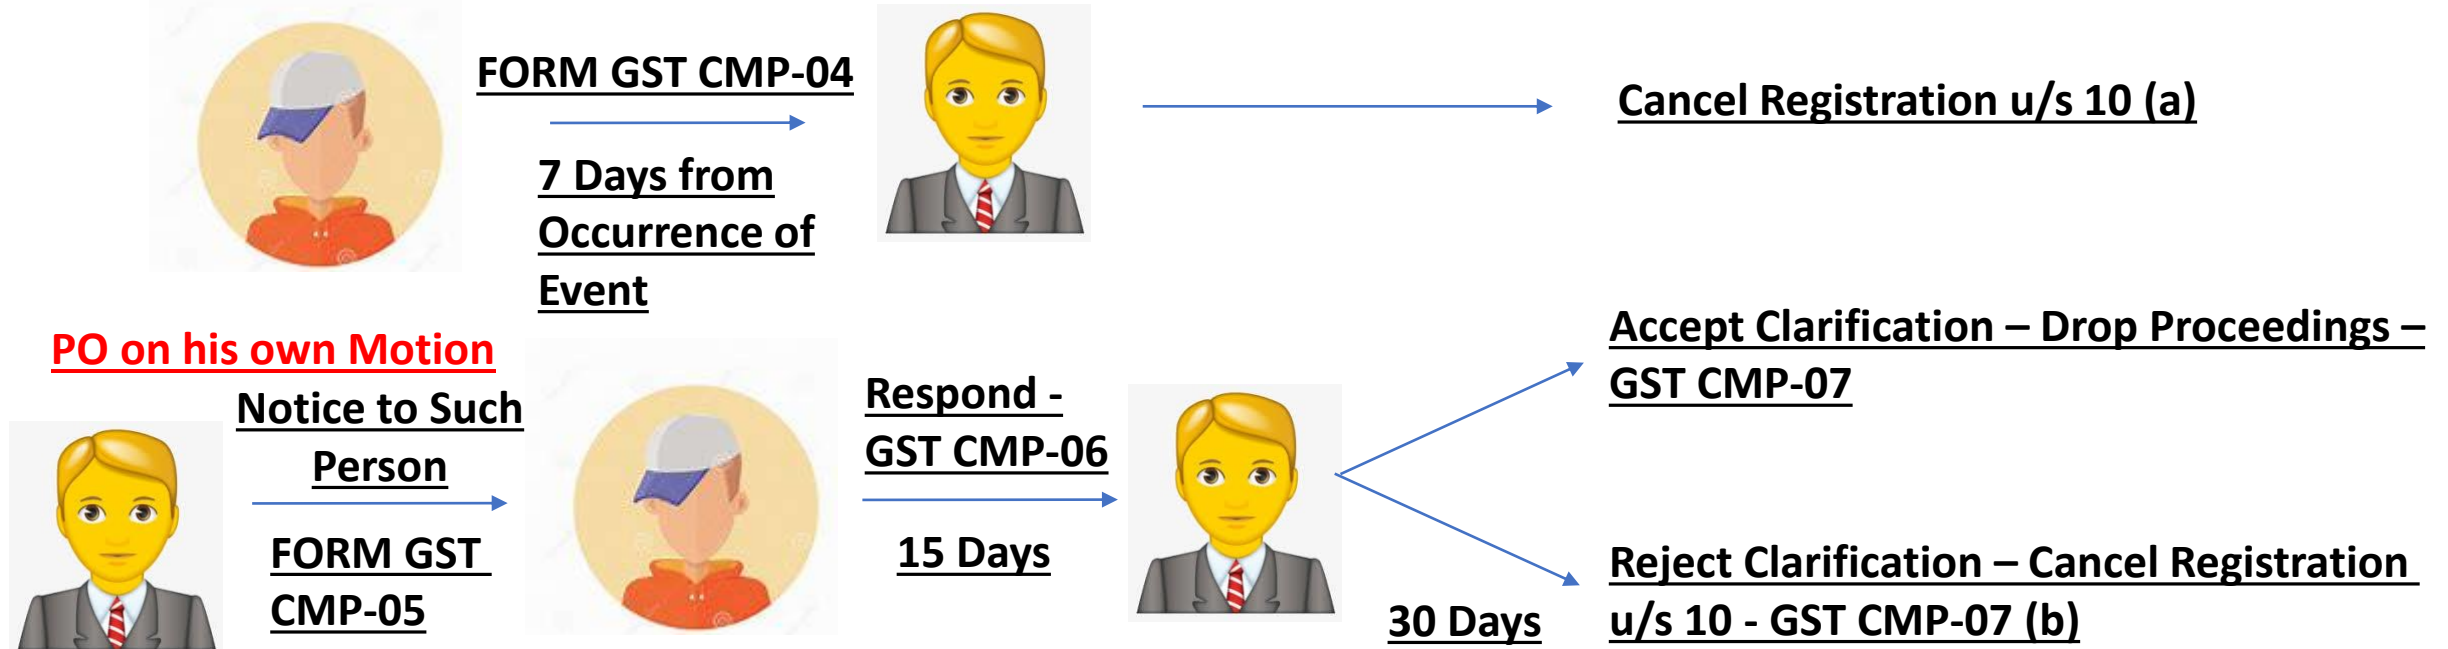 FORM GST CMP-04
7 Days from
Occurrence of
Event
Cancel Registration u/s 10 (a)
PO on his own Motion
Notice to Such
Person
FORM GST
CMP-05
Respond -
GST CMP-06
15 Days
Accept Clarification – Drop Proceedings –
GST CMP-07
30 Days
Reject Clarification – Cancel Registration
u/s 10 - GST CMP-07 (b)